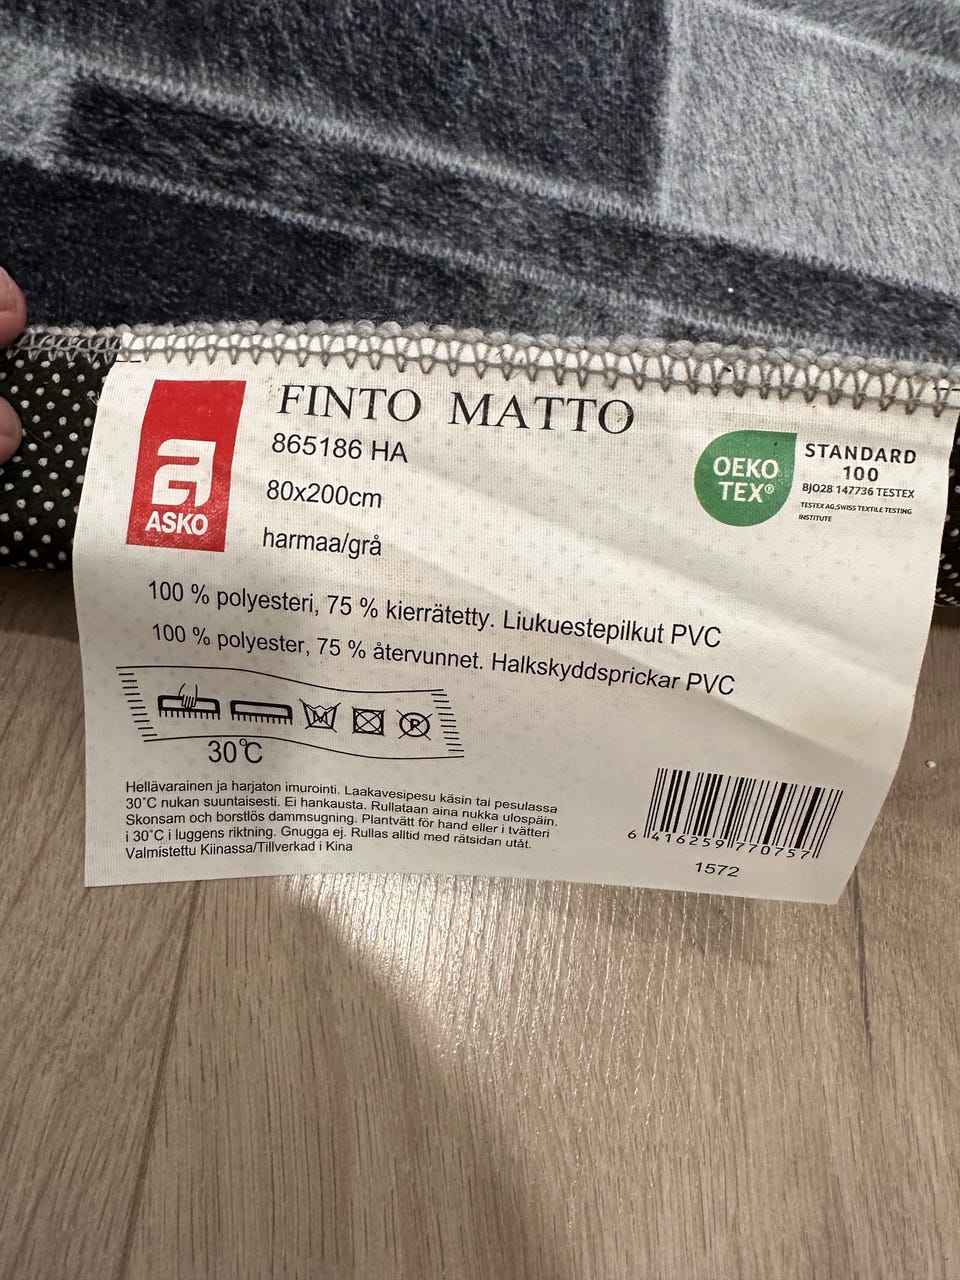 FINTO MATTO
865186 HA
80x200cm
harmaa/grå
a
ASKO
OEKO
TEX®
STANDARD
100
BJ028 147736 TESTEX
TESTEX AG.SWISS TEXTILE TESTING
INSTITUTE
100 % polyesteri, 75 % kierrätetty. Liukuestepilkut PVC
100 % polyester, 75 % återvunnet. Halkskyddsprickar PVC
P
30°C
Hellävarainen ja harjaton imurointi. Laakavesipesu käsin tai pesulassa
30°C nukan suuntaisesti. Ei hankausta. Rullataan aina nukka ulospäin.
Skonsam och borstlös dammsugning. Plantvätt för hand eller i tvätteri
i 30°C i luggens riktning. Gnugga ej. Rullas alltid med rätsidan utåt.
Valmistettu Kiinassa/Tillverkad i Kina
6 416259 770757
1572